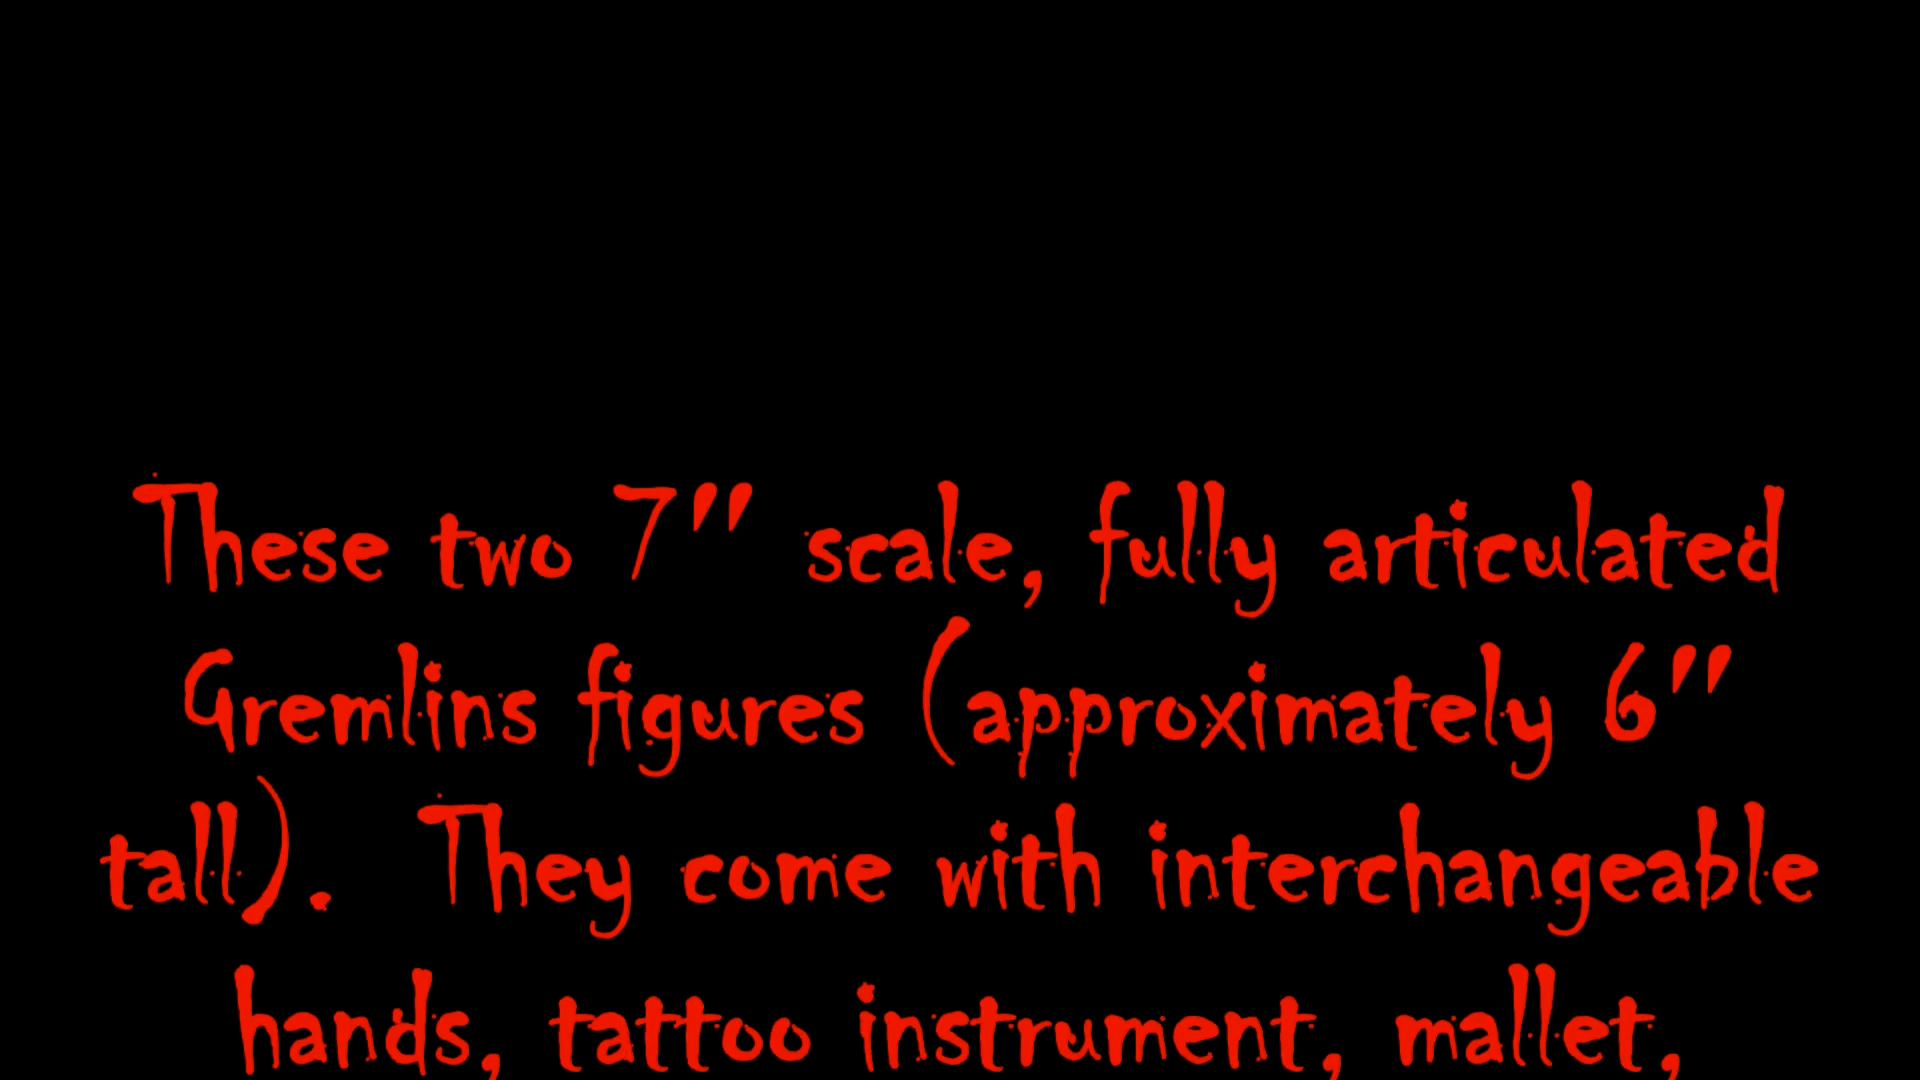 These two 7" scale, fully articulated
Gremlins figures (approximately 6"
tall).  They come with interchangeable
hands, tattoo instrument, mallet,